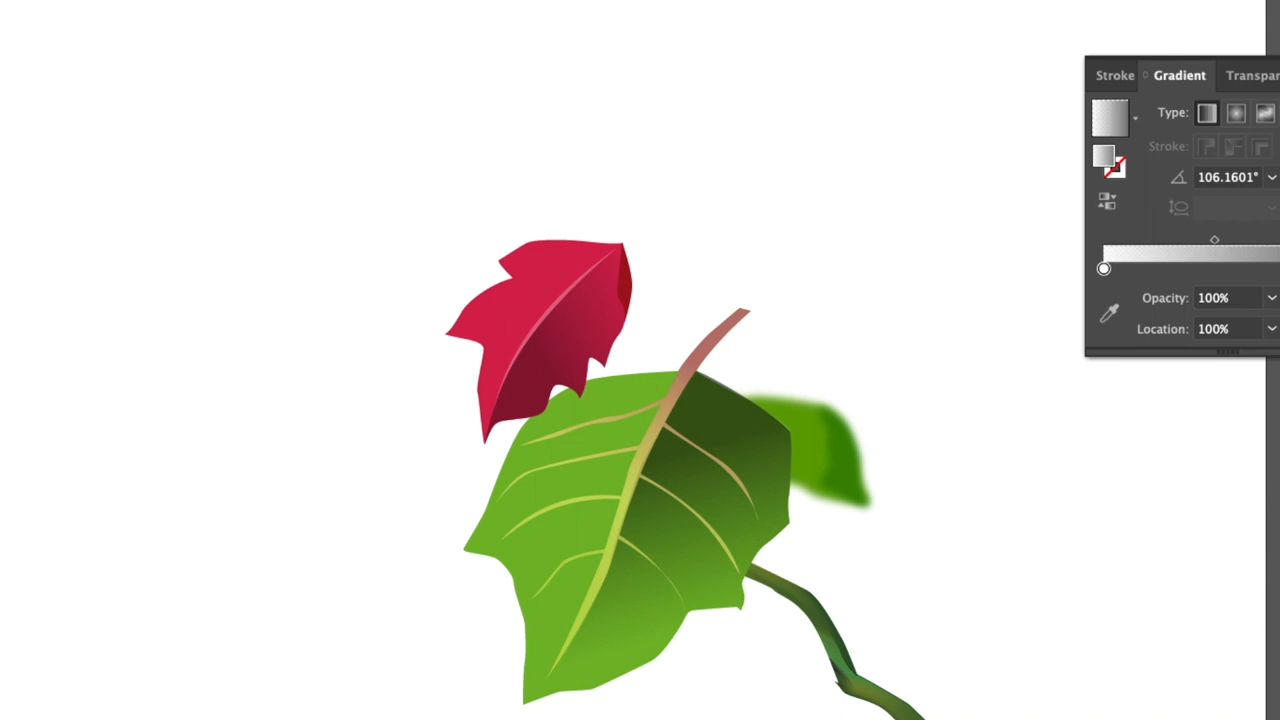 Stroke Gradient Transpar
Type:
Stroke:
106.1601°
Opacity: 100%
Location: 100%